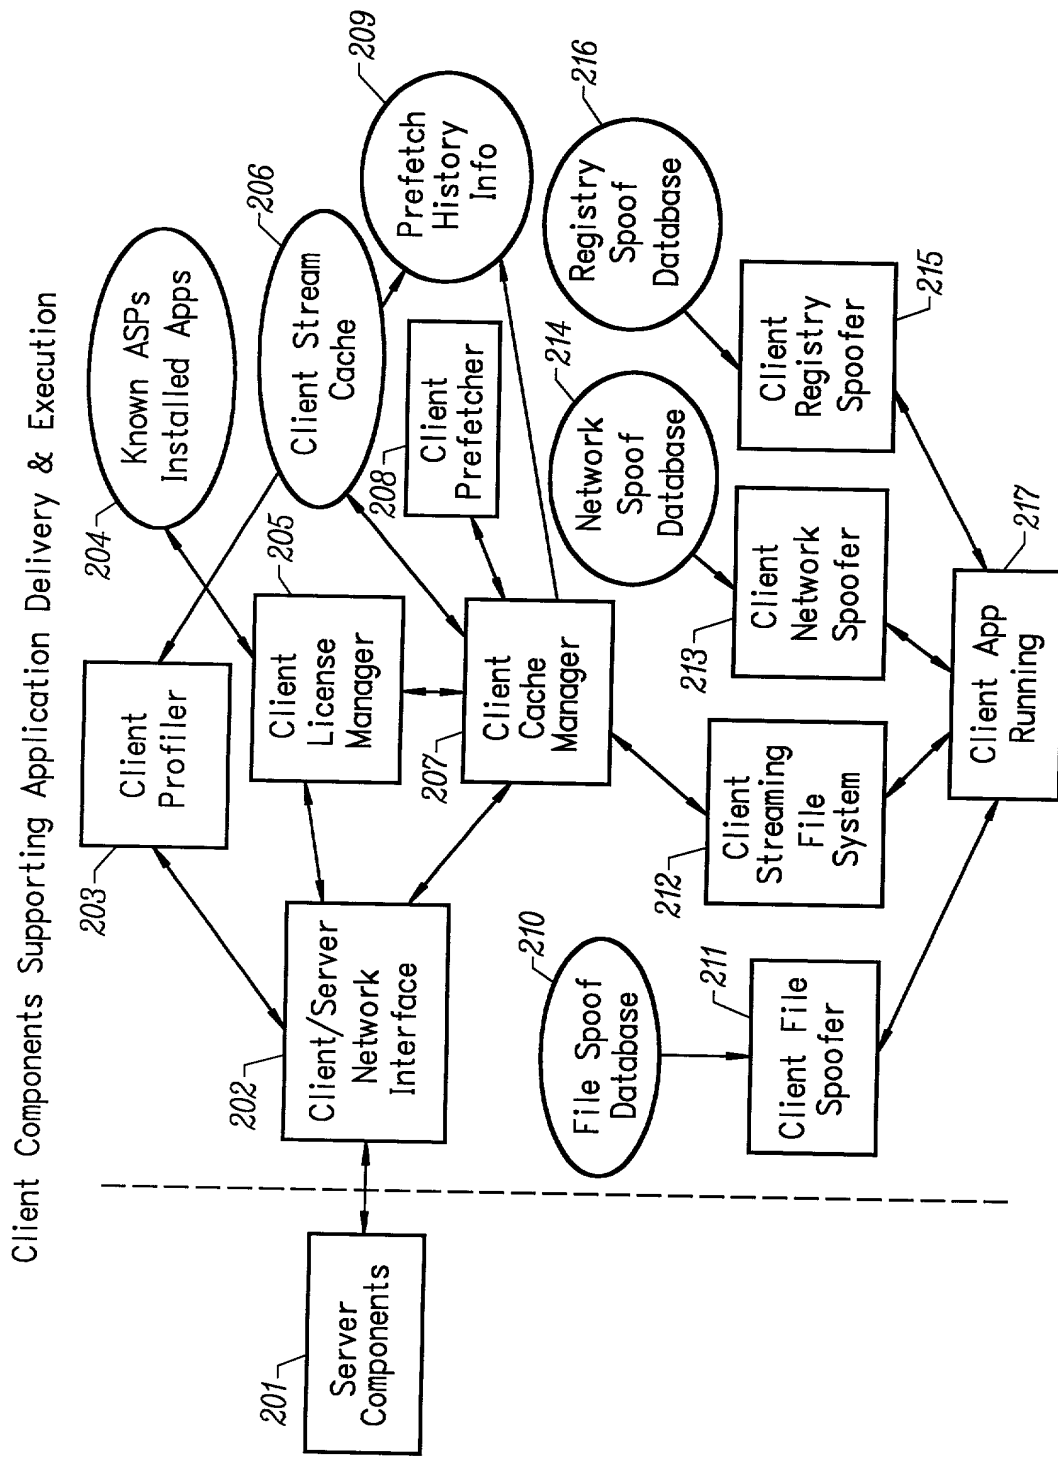 Client Components Supporting Application Delivery & Execution
201
Server
Components
202
Client/Server
Network
Interface
203
Client
Profiler
204
Known ASPs
Installed Apps
205
Client
License
Manager
206
Client Stream
Cache
207
Client
Cache
Manager
208
Client
Prefetcher
209
Prefetch
History
Info
210
File Spoof
Database
211
Client File
Spoofer
212
Client
Streaming
File
System
213
Client
Network
Spoofer
214
Network
Spoof
Database
215
Client
Registry
Spoofer
216
Registry
Spoof
Database
217
Client App
Running